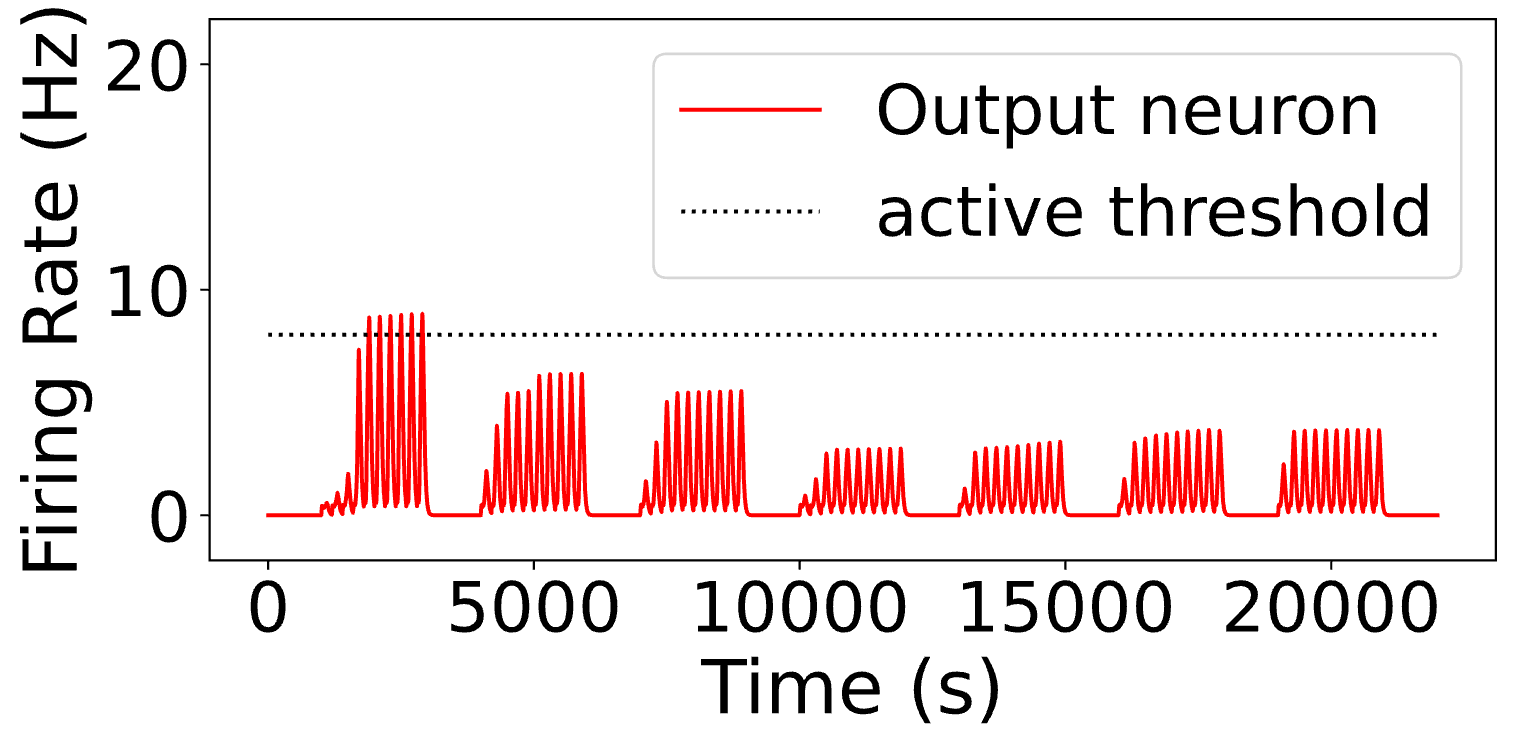 Firing Rate (Hz)
20
10
0
Output neuron
active threshold
0 5000 10000 15000 20000
Time (s)